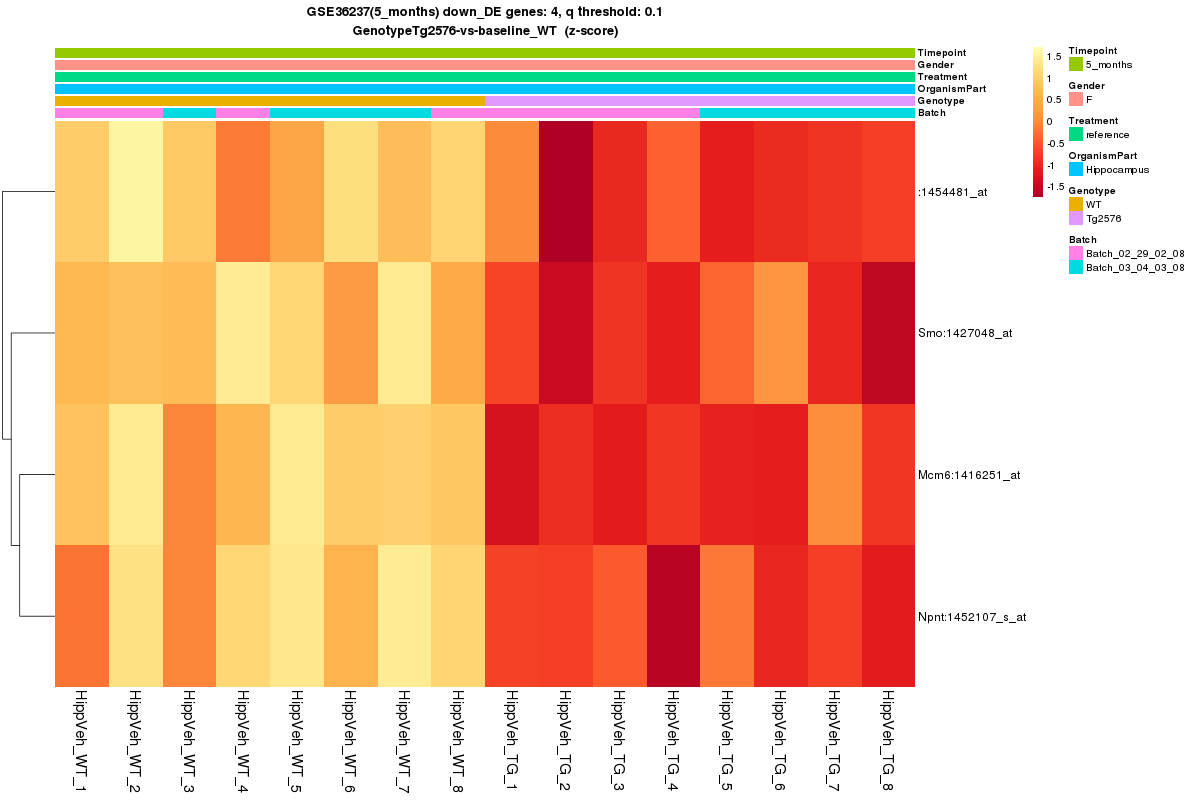 GSE36237(5_months) down_DE genes: 4, q threshold: 0.1
GenotypeTg2576-vs-baseline_WT (z-score)
Timepoint
Gender
Treatment
OrganismPart
Genotype
Batch
:1454481_at
Smo:1427048_at
Mcm6:1416251_at
Npnt:1452107_s_at
HippVeh_WT_1
HippVeh_WT_2
HippVeh_WT_3
HippVeh_WT_4
HippVeh_WT_5
HippVeh_WT_6
HippVeh_WT_7
HippVeh_WT_8
HippVeh_TG_1
HippVeh_TG_2
HippVeh_TG_3
HippVeh_TG_4
HippVeh_TG_5
HippVeh_TG_6
HippVeh_TG_7
HippVeh_TG_8
1.5
1
0.5
0
-0.5
-1
-1.5
Timepoint
5_months
Gender
F
Treatment
reference
OrganismPart
Hippocampus
Genotype
WT
Tg2576
Batch
Batch_02_29_02_08
Batch_03_04_03_08